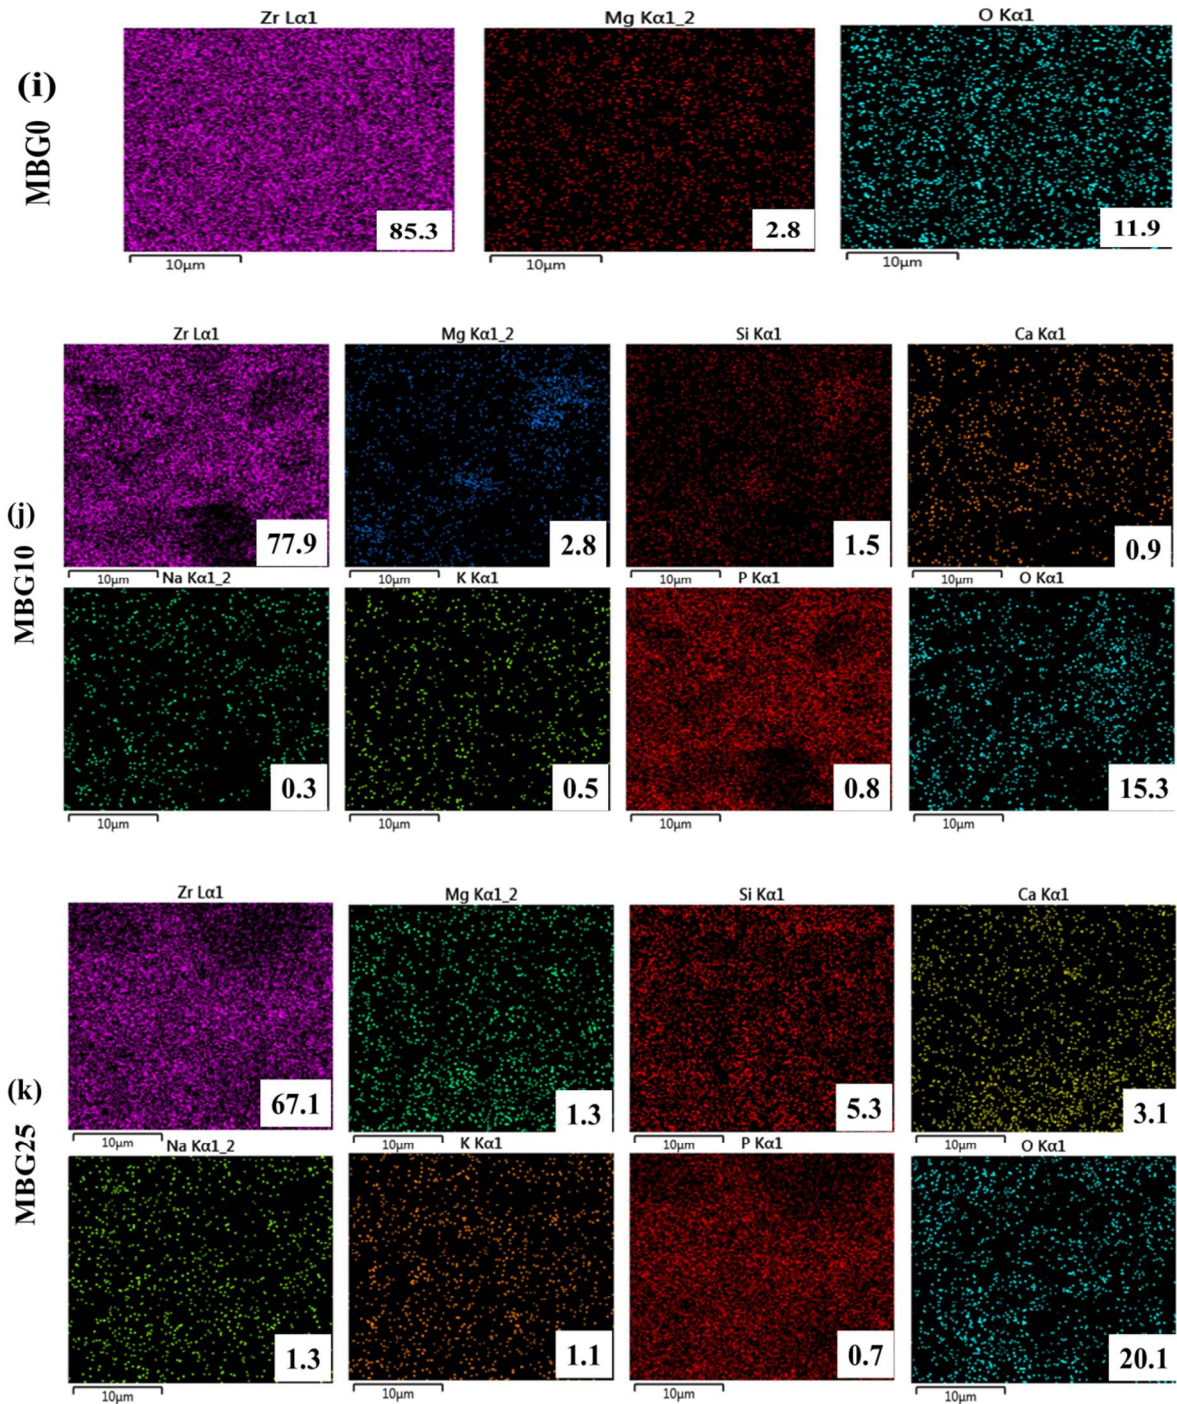 (i)
MBG0
Zr Lα1
Mg Kα1_2
O Kα1
85.3
2.8
11.9
10µm
10µm
10µm
(j)
MBG10
Zr Lα1
Mg Kα1_2
Si Kα1
Ca Kα1
77.9
2.8
1.5
0.9
10µm
10µm
10µm
10µm
Na Kα1_2
K Kα1
P Kα1
O Kα1
0.3
0.5
0.8
15.3
10µm
10µm
10µm
10µm
(k)
MBG25
Zr Lα1
Mg Kα1_2
Si Kα1
Ca Kα1
67.1
1.3
5.3
3.1
10µm
10µm
10µm
10µm
Na Kα1_2
K Kα1
P Kα1
O Kα1
1.3
1.1
0.7
20.1
10µm
10µm
10µm
10µm